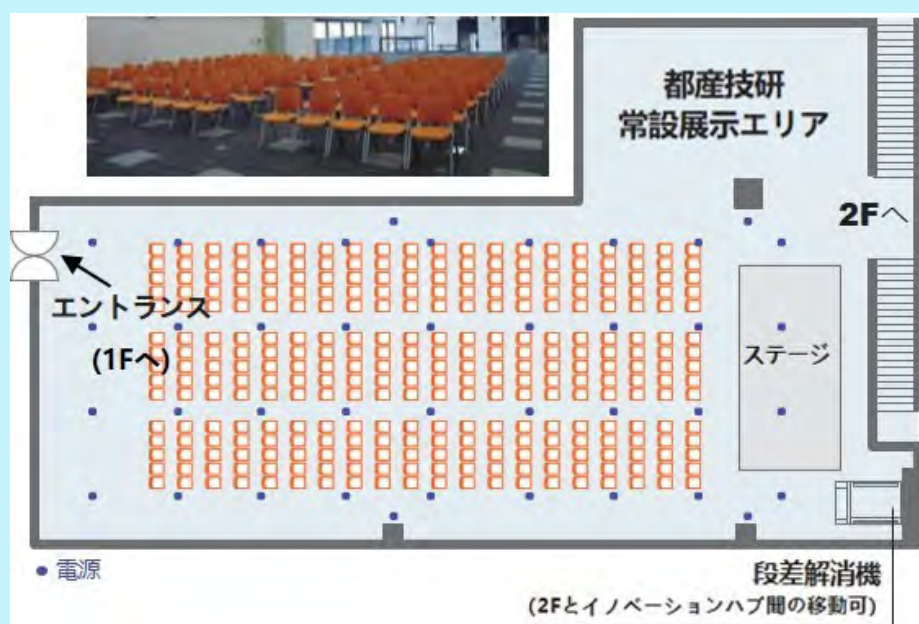 都産技研
常設展示エリア
2Fへ
エントランス
(1Fへ)
ステージ
電源
段差解消機
(2Fとイノベーションハブ間の移動可)